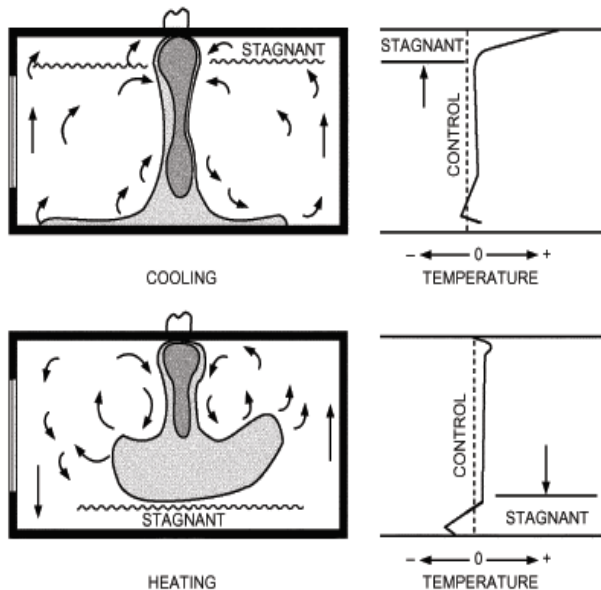 STAGNANT
STAGNANT
CONTROL
COOLING
− 0 +
TEMPERATURE
STAGNANT
CONTROL
STAGNANT
HEATING
− 0 +
TEMPERATURE